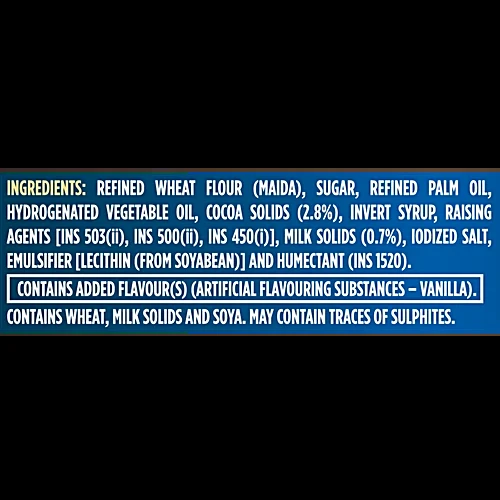 INGREDIENTS: REFINED WHEAT FLOUR (MAIDA), SUGAR, REFINED PALM OIL,
HYDROGENATED VEGETABLE OIL, COCOA SOLIDS (2.8%), INVERT SYRUP, RAISING
AGENTS [INS 503(ii), INS 500(ii), INS 450(i)], MILK SOLIDS (0.7%), IODIZED SALT,
EMULSIFIER [LECITHIN (FROM SOYABEAN)] AND HUMECTANT (INS 1520).
CONTAINS ADDED FLAVOUR(S) (ARTIFICIAL FLAVOURING SUBSTANCES – VANILLA).
CONTAINS WHEAT, MILK SOLIDS AND SOYA. MAY CONTAIN TRACES OF SULPHITES.